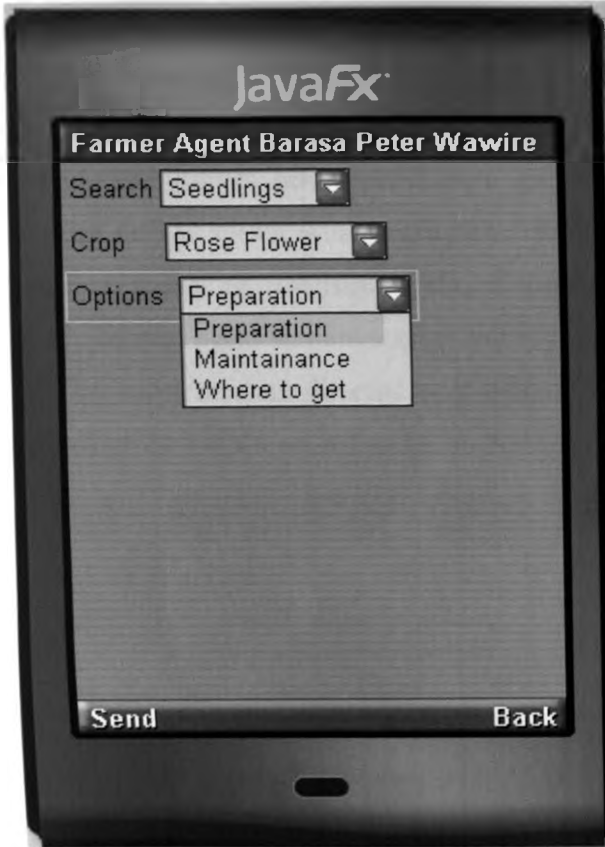 JavaFx
Farmer Agent Barasa Peter Wawire
Search Seedlings
Crop Rose Flower
Options Preparation
Preparation
Maintainance
Where to get
Send Back